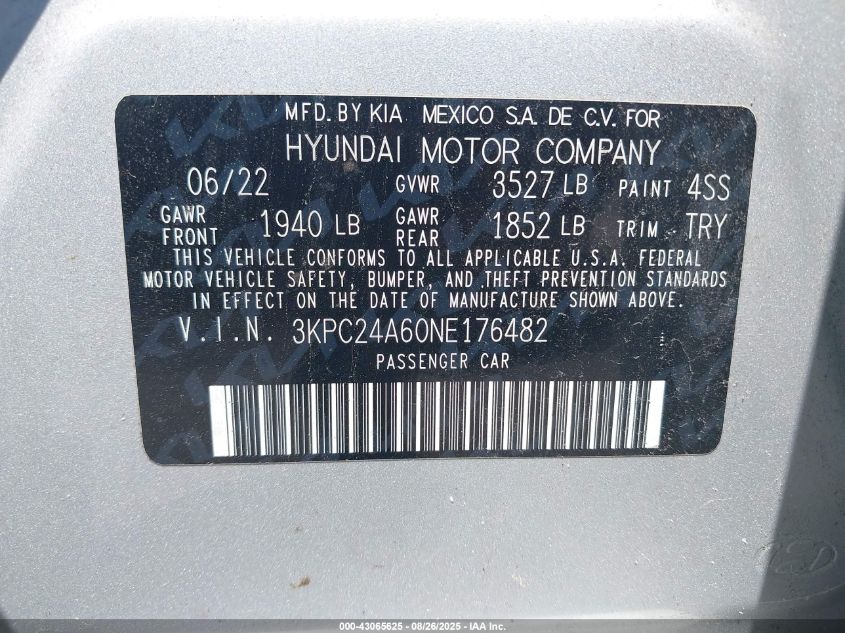 MFD. BY KIA MEXICO S.A. DE C.V. FOR
HYUNDAI MOTOR COMPANY
06/22 GVWR 3527 LB PAINT 4SS
GAWR FRONT 1940 LB GAWR REAR 1852 LB TRIM TRY
THIS VEHICLE CONFORMS TO ALL APPLICABLE U.S.A. FEDERAL
MOTOR VEHICLE SAFETY, BUMPER, AND THEFT PREVENTION STANDARDS
IN EFFECT ON THE DATE OF MANUFACTURE SHOWN ABOVE.
V.I.N. 3KPC24A60NE176482
PASSENGER CAR
000-43065625 - 08/26/2025 - IAA Inc.